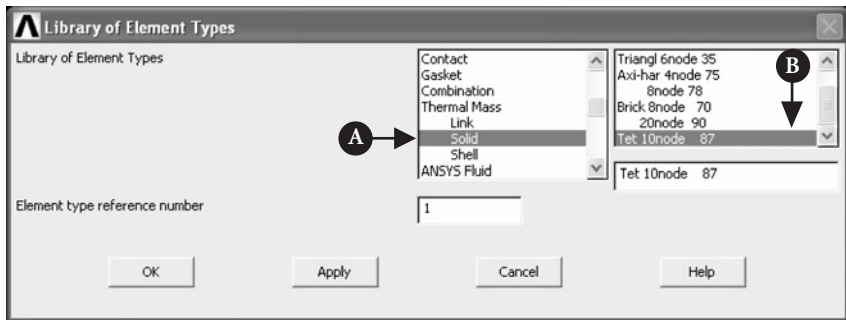 Library of Element Types
Library of Element Types
Contact
Gasket
Combination
Thermal Mass
Link
Solid
Shell
ANSYS Fluid
Triangl 6node 35
Axi-har 4node 75
8node 78
Brick 8node 70
20node 90
Tet 10node 87
Tet 10node 87
A
B
Element type reference number
1
OK
Apply
Cancel
Help